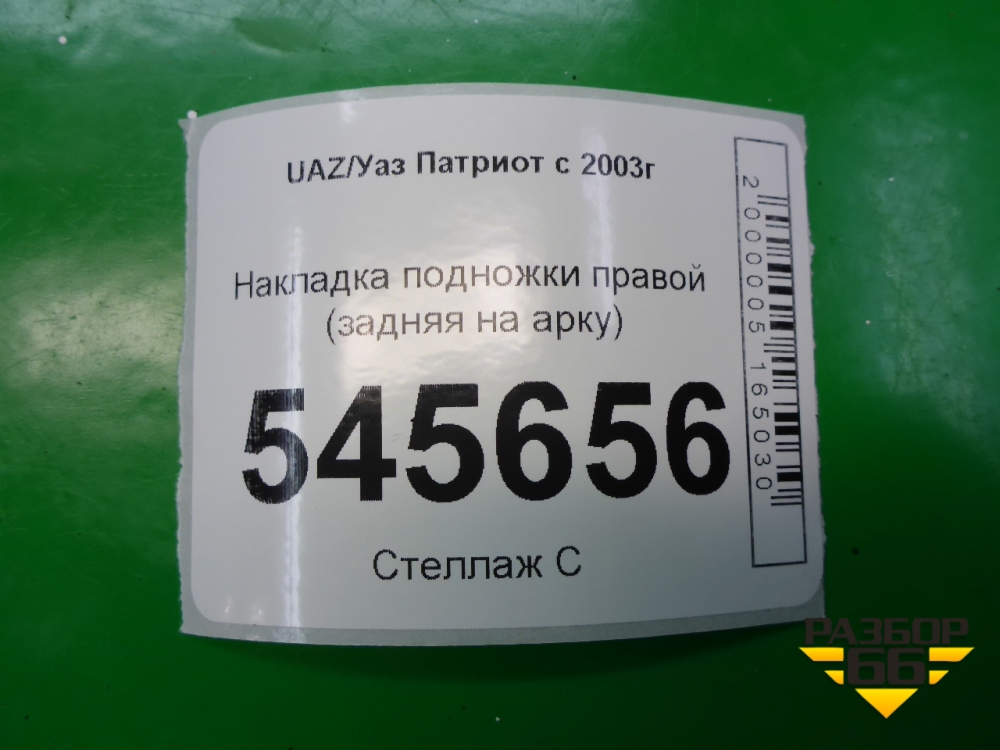 UAZ/Уаз Патриот с 2003г
Накладка подножки правой
(задняя на арку)
545656
Стеллаж С
2000005165030
РАЗБОР
66